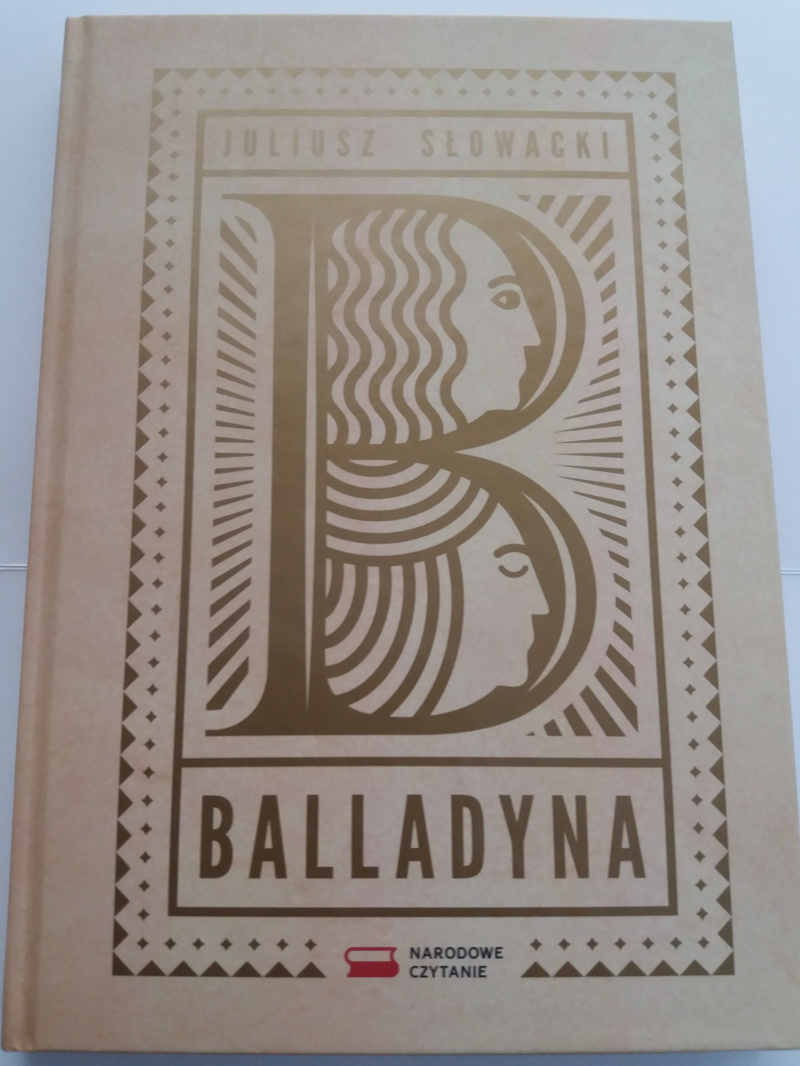 JULIUSZ SŁOWACKI
B
BALLADYNA
NARODOWE
CZYTANIE